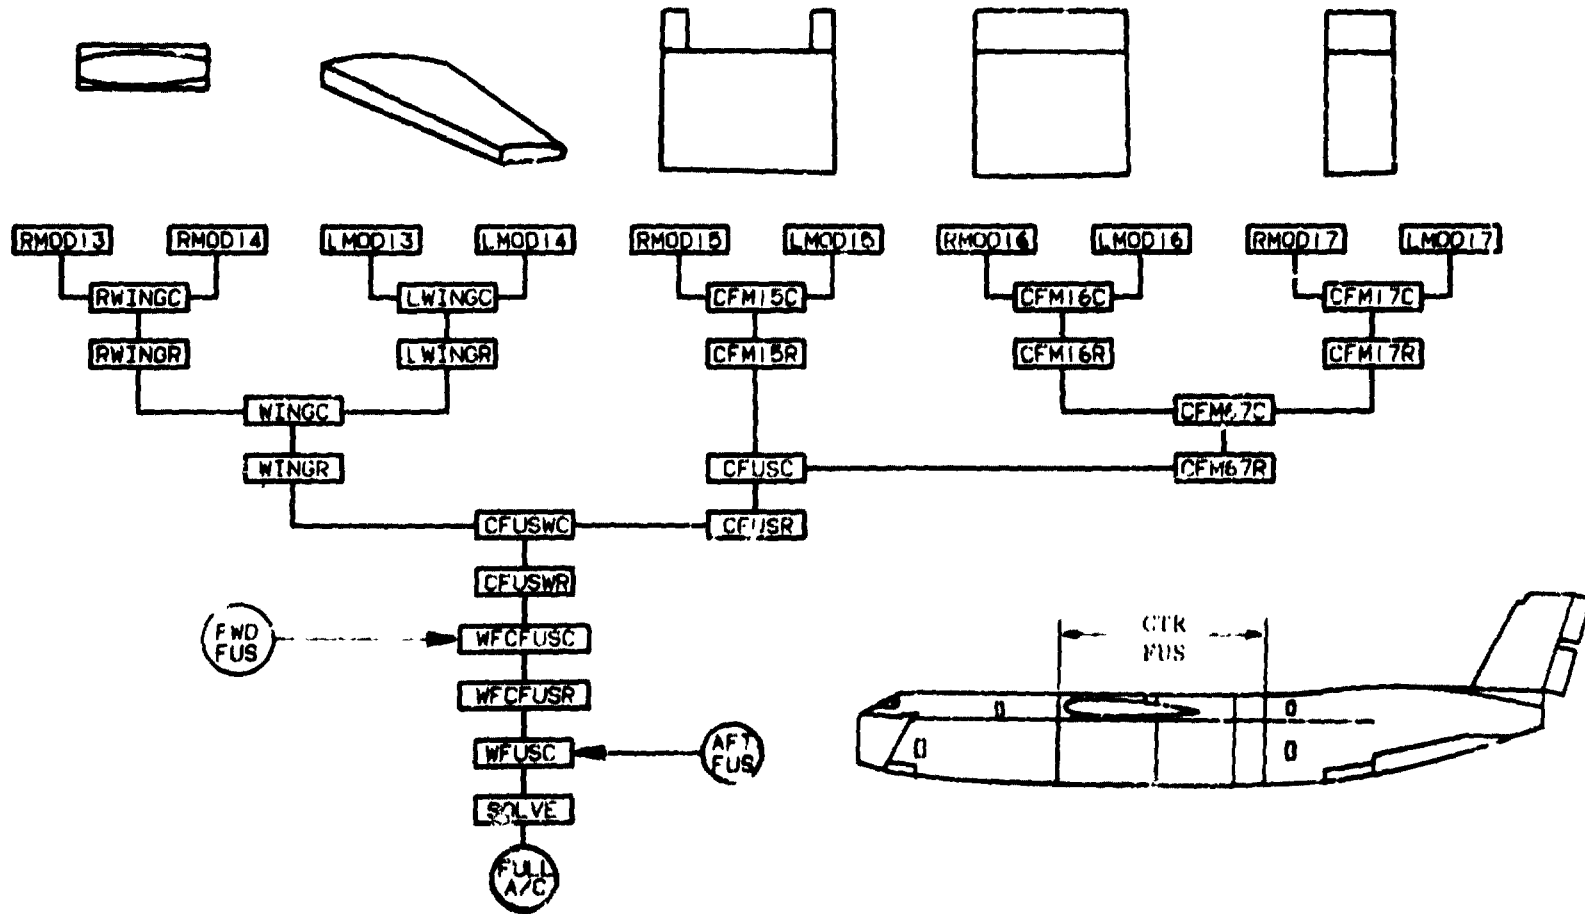 RMOD13 RMOD14 LMOD13 LMOD14 RMOD15 LMOD15 RMOD16 LMOD16 RMOD17 LMOD17
RWINGC LWINGC CFM15C CFM16C CFM17C
RWINGR LWINGR CFM15R CFM16R CFM17R
WINGC CFM67C
WINGR CFUSC CFM67R
CFUSWC CFUSR
CFUSWR
FWD
FUS
WFCFUSC
CTR
FUS
WFCFUSR
WFUSC
AFT
FUS
SOLVE
FULL
A/C